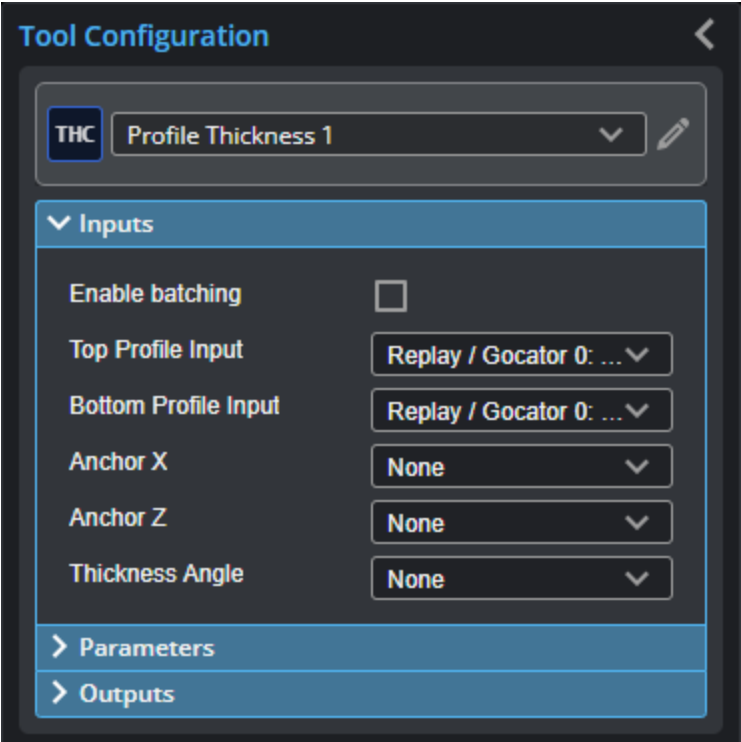 Tool Configuration
THC Profile Thickness 1
Inputs
Enable batching
Top Profile Input Replay / Gocator 0: ...
Bottom Profile Input Replay / Gocator 0: ...
Anchor X None
Anchor Z None
Thickness Angle None
Parameters
Outputs